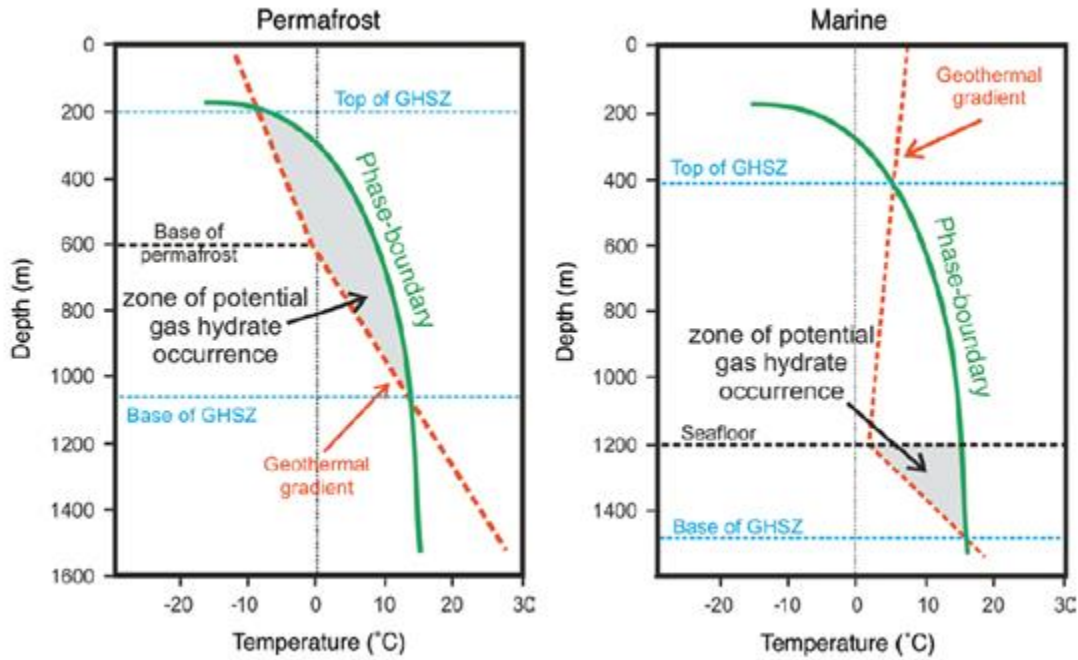 Permafrost
0
200
400
600
800
1000
1200
1400
1600
Depth (m)
Top of GHSZ
Phase-boundary
Base of
permafrost
zone of potential
gas hydrate
occurrence
Base of GHSZ
Geothermal
gradient
-20 -10 0 10 20 30
Temperature (˚C)
Marine
0
200
400
600
800
1000
1200
1400
Depth (m)
Geothermal
gradient
Top of GHSZ
Phase-boundary
zone of potential
gas hydrate
occurrence
Seafloor
Base of GHSZ
-20 -10 0 10 20 30
Temperature (˚C)